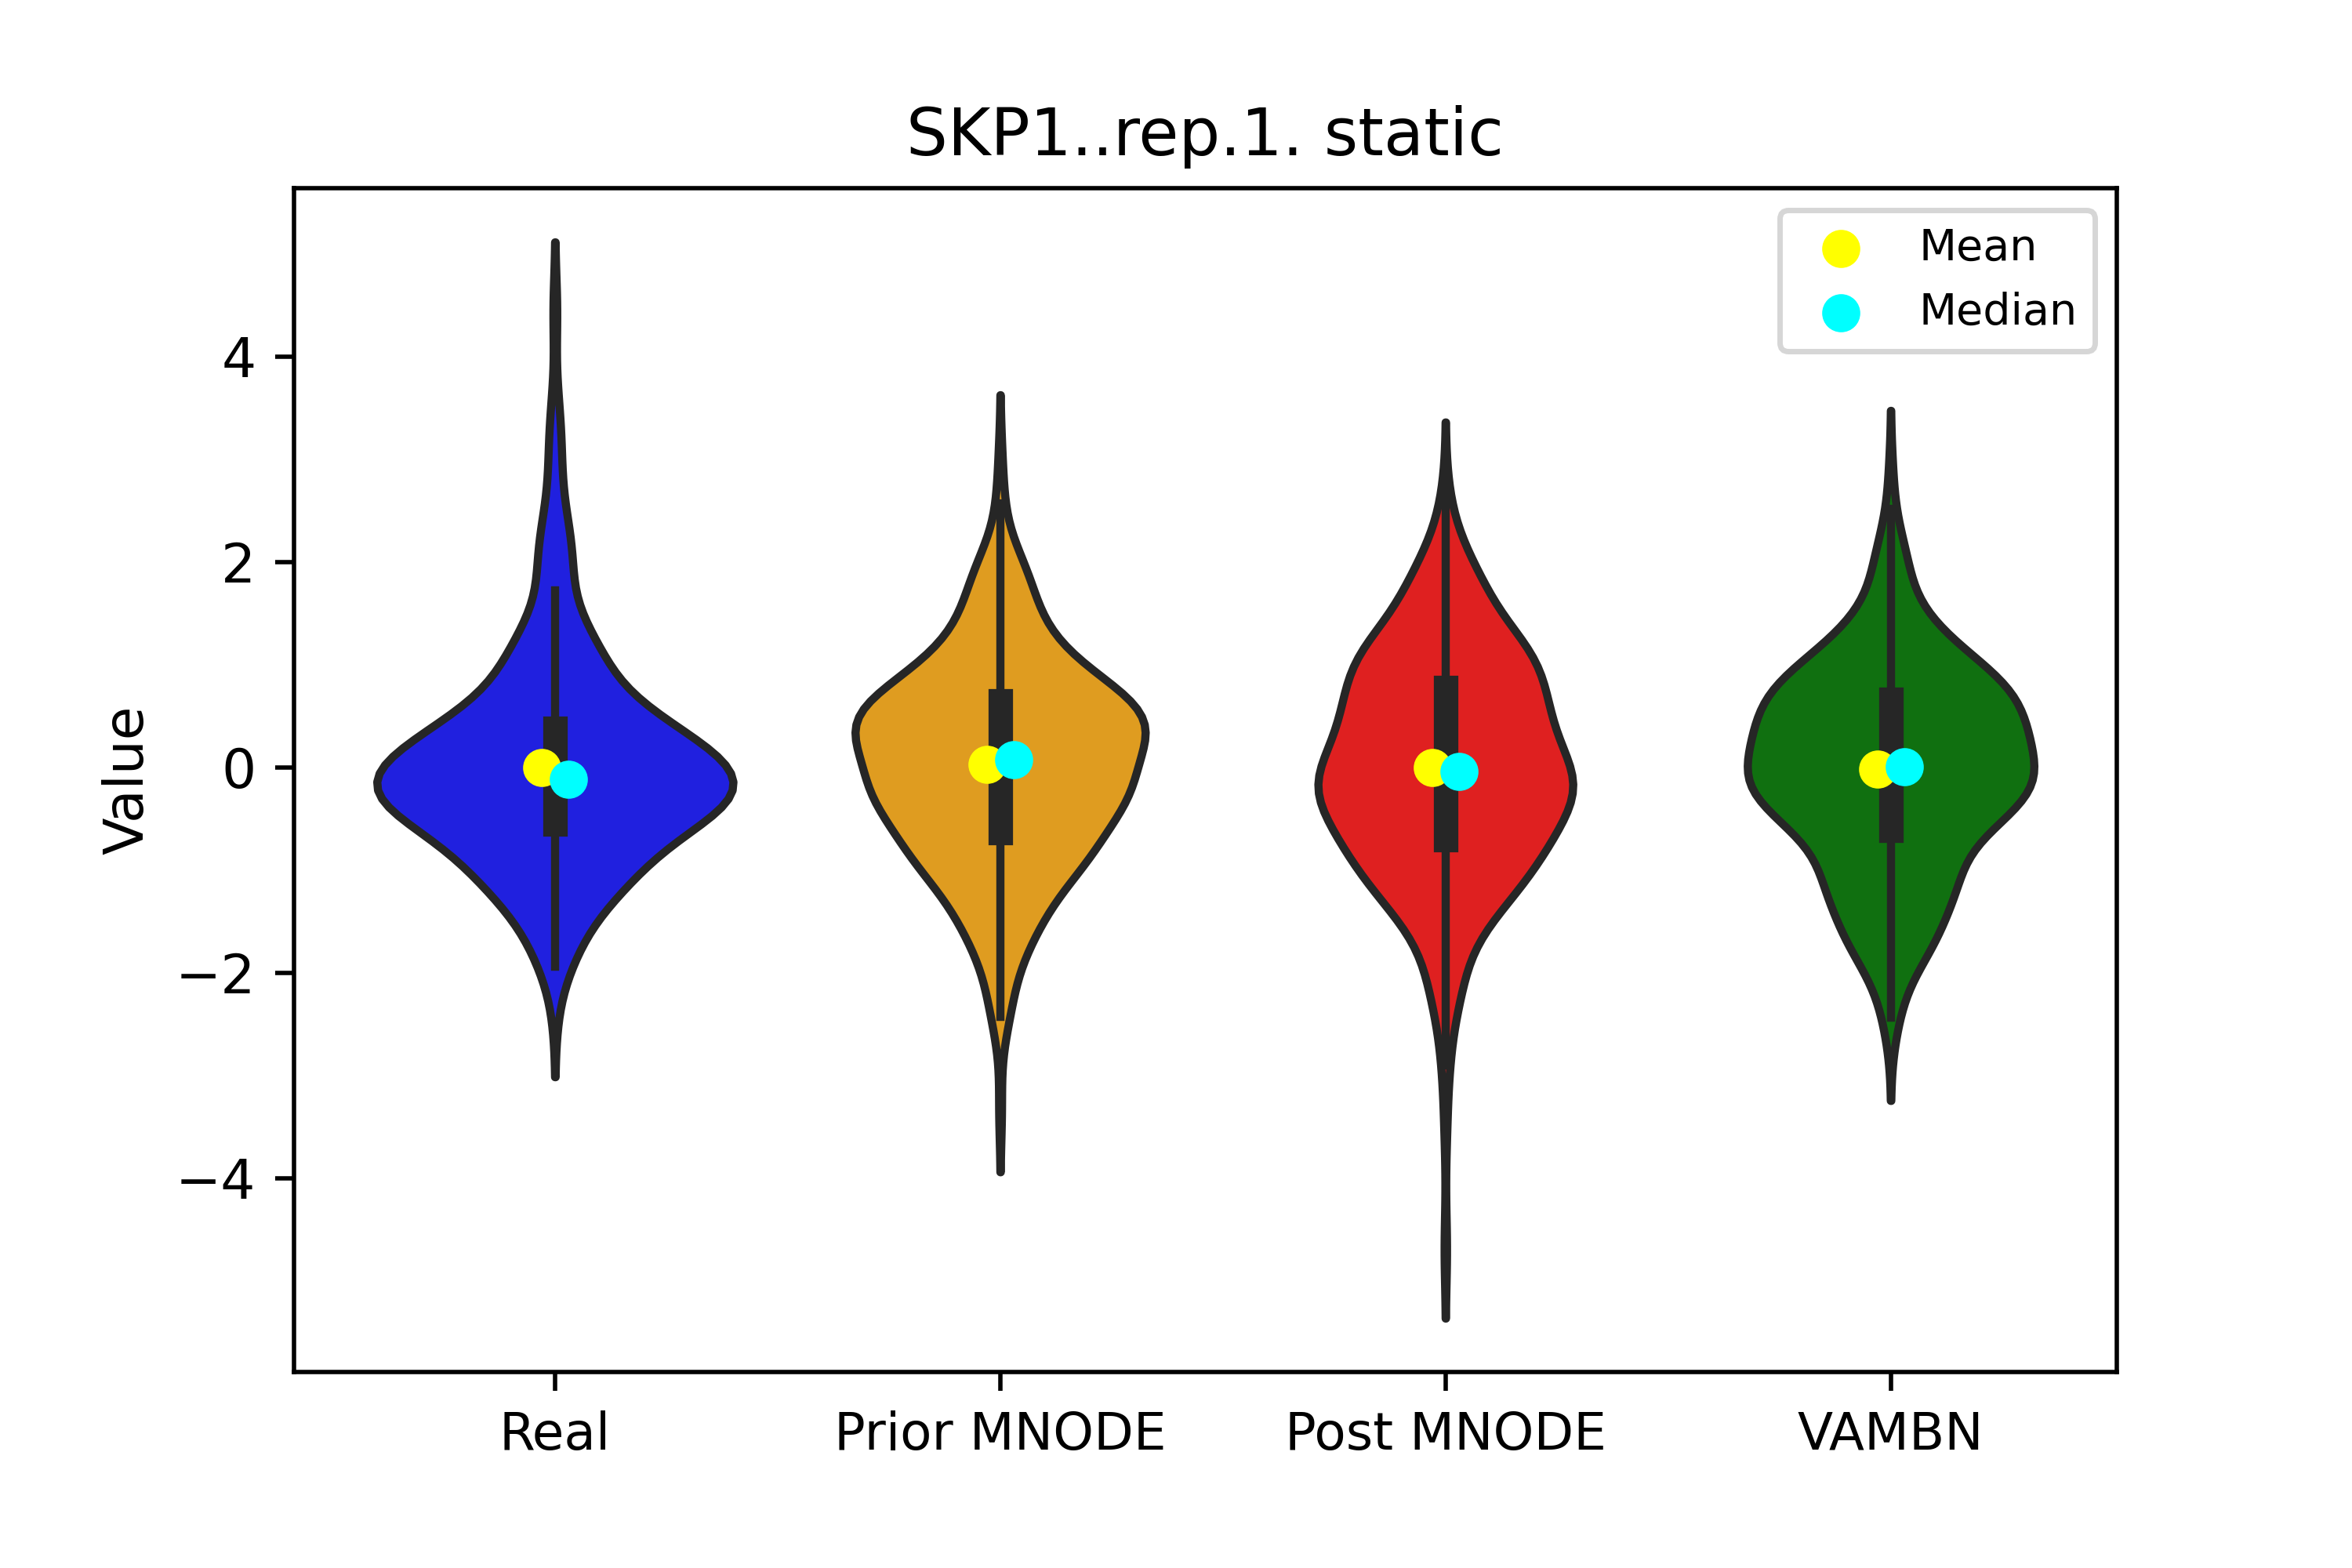 SKP1..rep.1. static
Mean
Median
Value
4
2
0
−2
−4
Real
Prior MNODE
Post MNODE
VAMBN